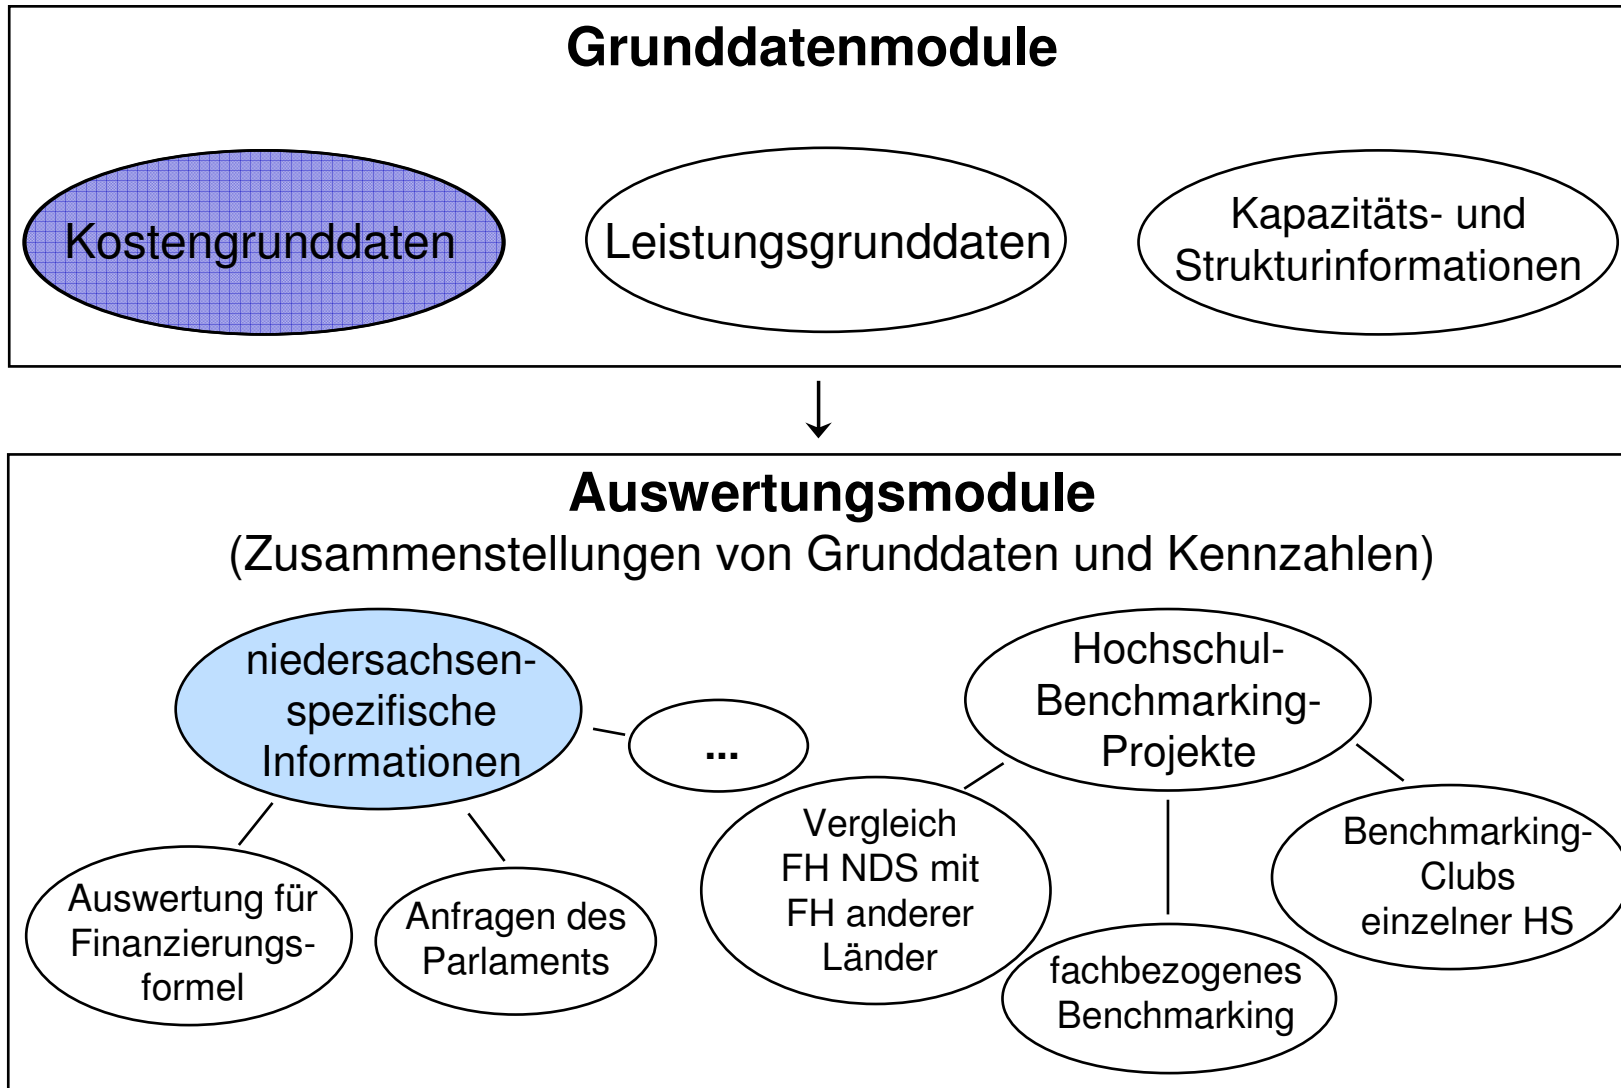 Grunddatenmodule
Kostengrunddaten
Leistungsgrunddaten
Kapazitäts- und
Strukturinformationen
Auswertungsmodule
(Zusammenstellungen von Grunddaten und Kennzahlen)
niedersachsen-
spezifische
Informationen
...
Hochschul-
Benchmarking-
Projekte
Auswertung für
Finanzierungs-
formel
Anfragen des
Parlaments
Vergleich
FH NDS mit
FH anderer
Länder
fachbezogenes
Benchmarking
Benchmarking-
Clubs
einzelner HS